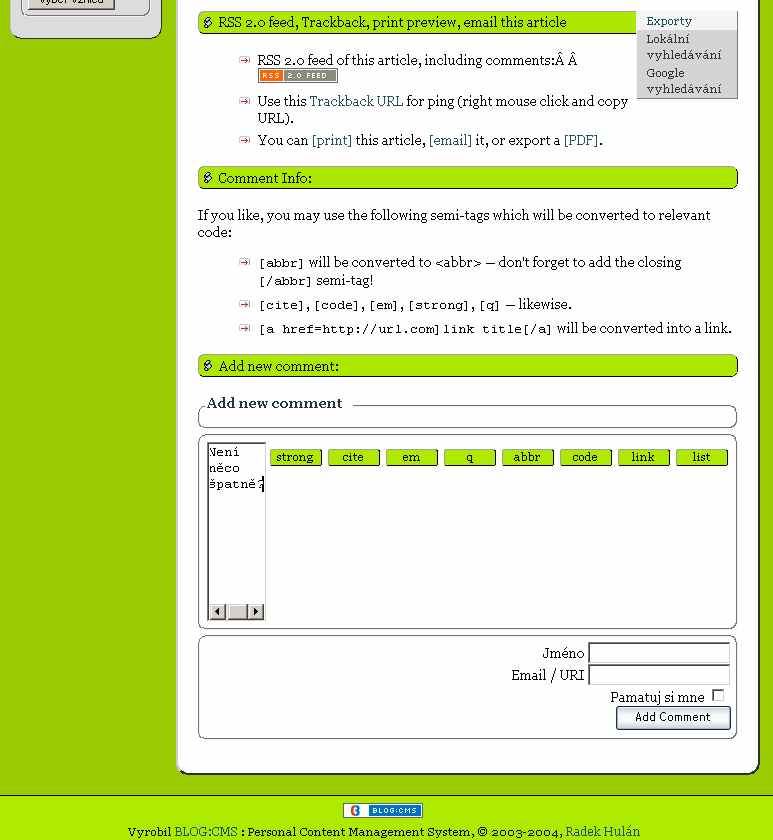 Výběr vzhled
RSS 2.0 feed, Trackback, print preview, email this article
Exporty
Lokální
vyhledávání
Google
vyhledávání
RSS 2.0 feed of this article, including comments:Â Â
RSS 2.0 FEED
Use this Trackback URL for ping (right mouse click and copy
URL).
You can [print] this article, [email] it, or export a [PDF].
Comment Info:
If you like, you may use the following semi-tags which will be converted to relevant
code:
[abbr] will be converted to <abbr> — don't forget to add the closing
[/abbr] semi-tag!
[cite], [code], [em], [strong], [q] — likewise.
[a href=http://url.com]link title[/a] will be converted into a link.
Add new comment:
Add new comment
Není
něco
špatně?
strong cite em q abbr code link list
Jméno
Email / URI
Pamatuj si mne
Add Comment
BLOG:CMS
Vyrobil BLOG:CMS : Personal Content Management System, © 2003-2004, Radek Hulán